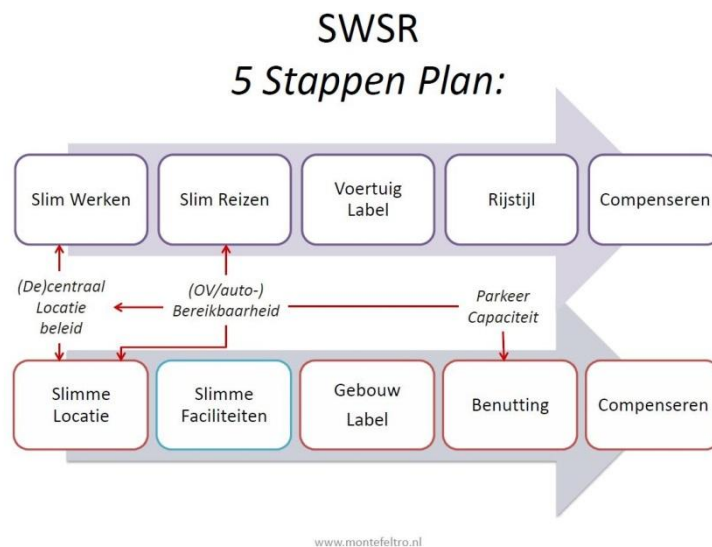 SWSR
5 Stappen Plan:
Slim Werken
Slim Reizen
Voertuig
Label
Rijstijl
Compenseren
(De)centraal
Locatie
beleid
(OV/auto-)
Bereikbaarheid
Parkeer
Capaciteit
Slimme
Locatie
Slimme
Faciliteiten
Gebouw
Label
Benutting
Compenseren
www.montefeltro.nl